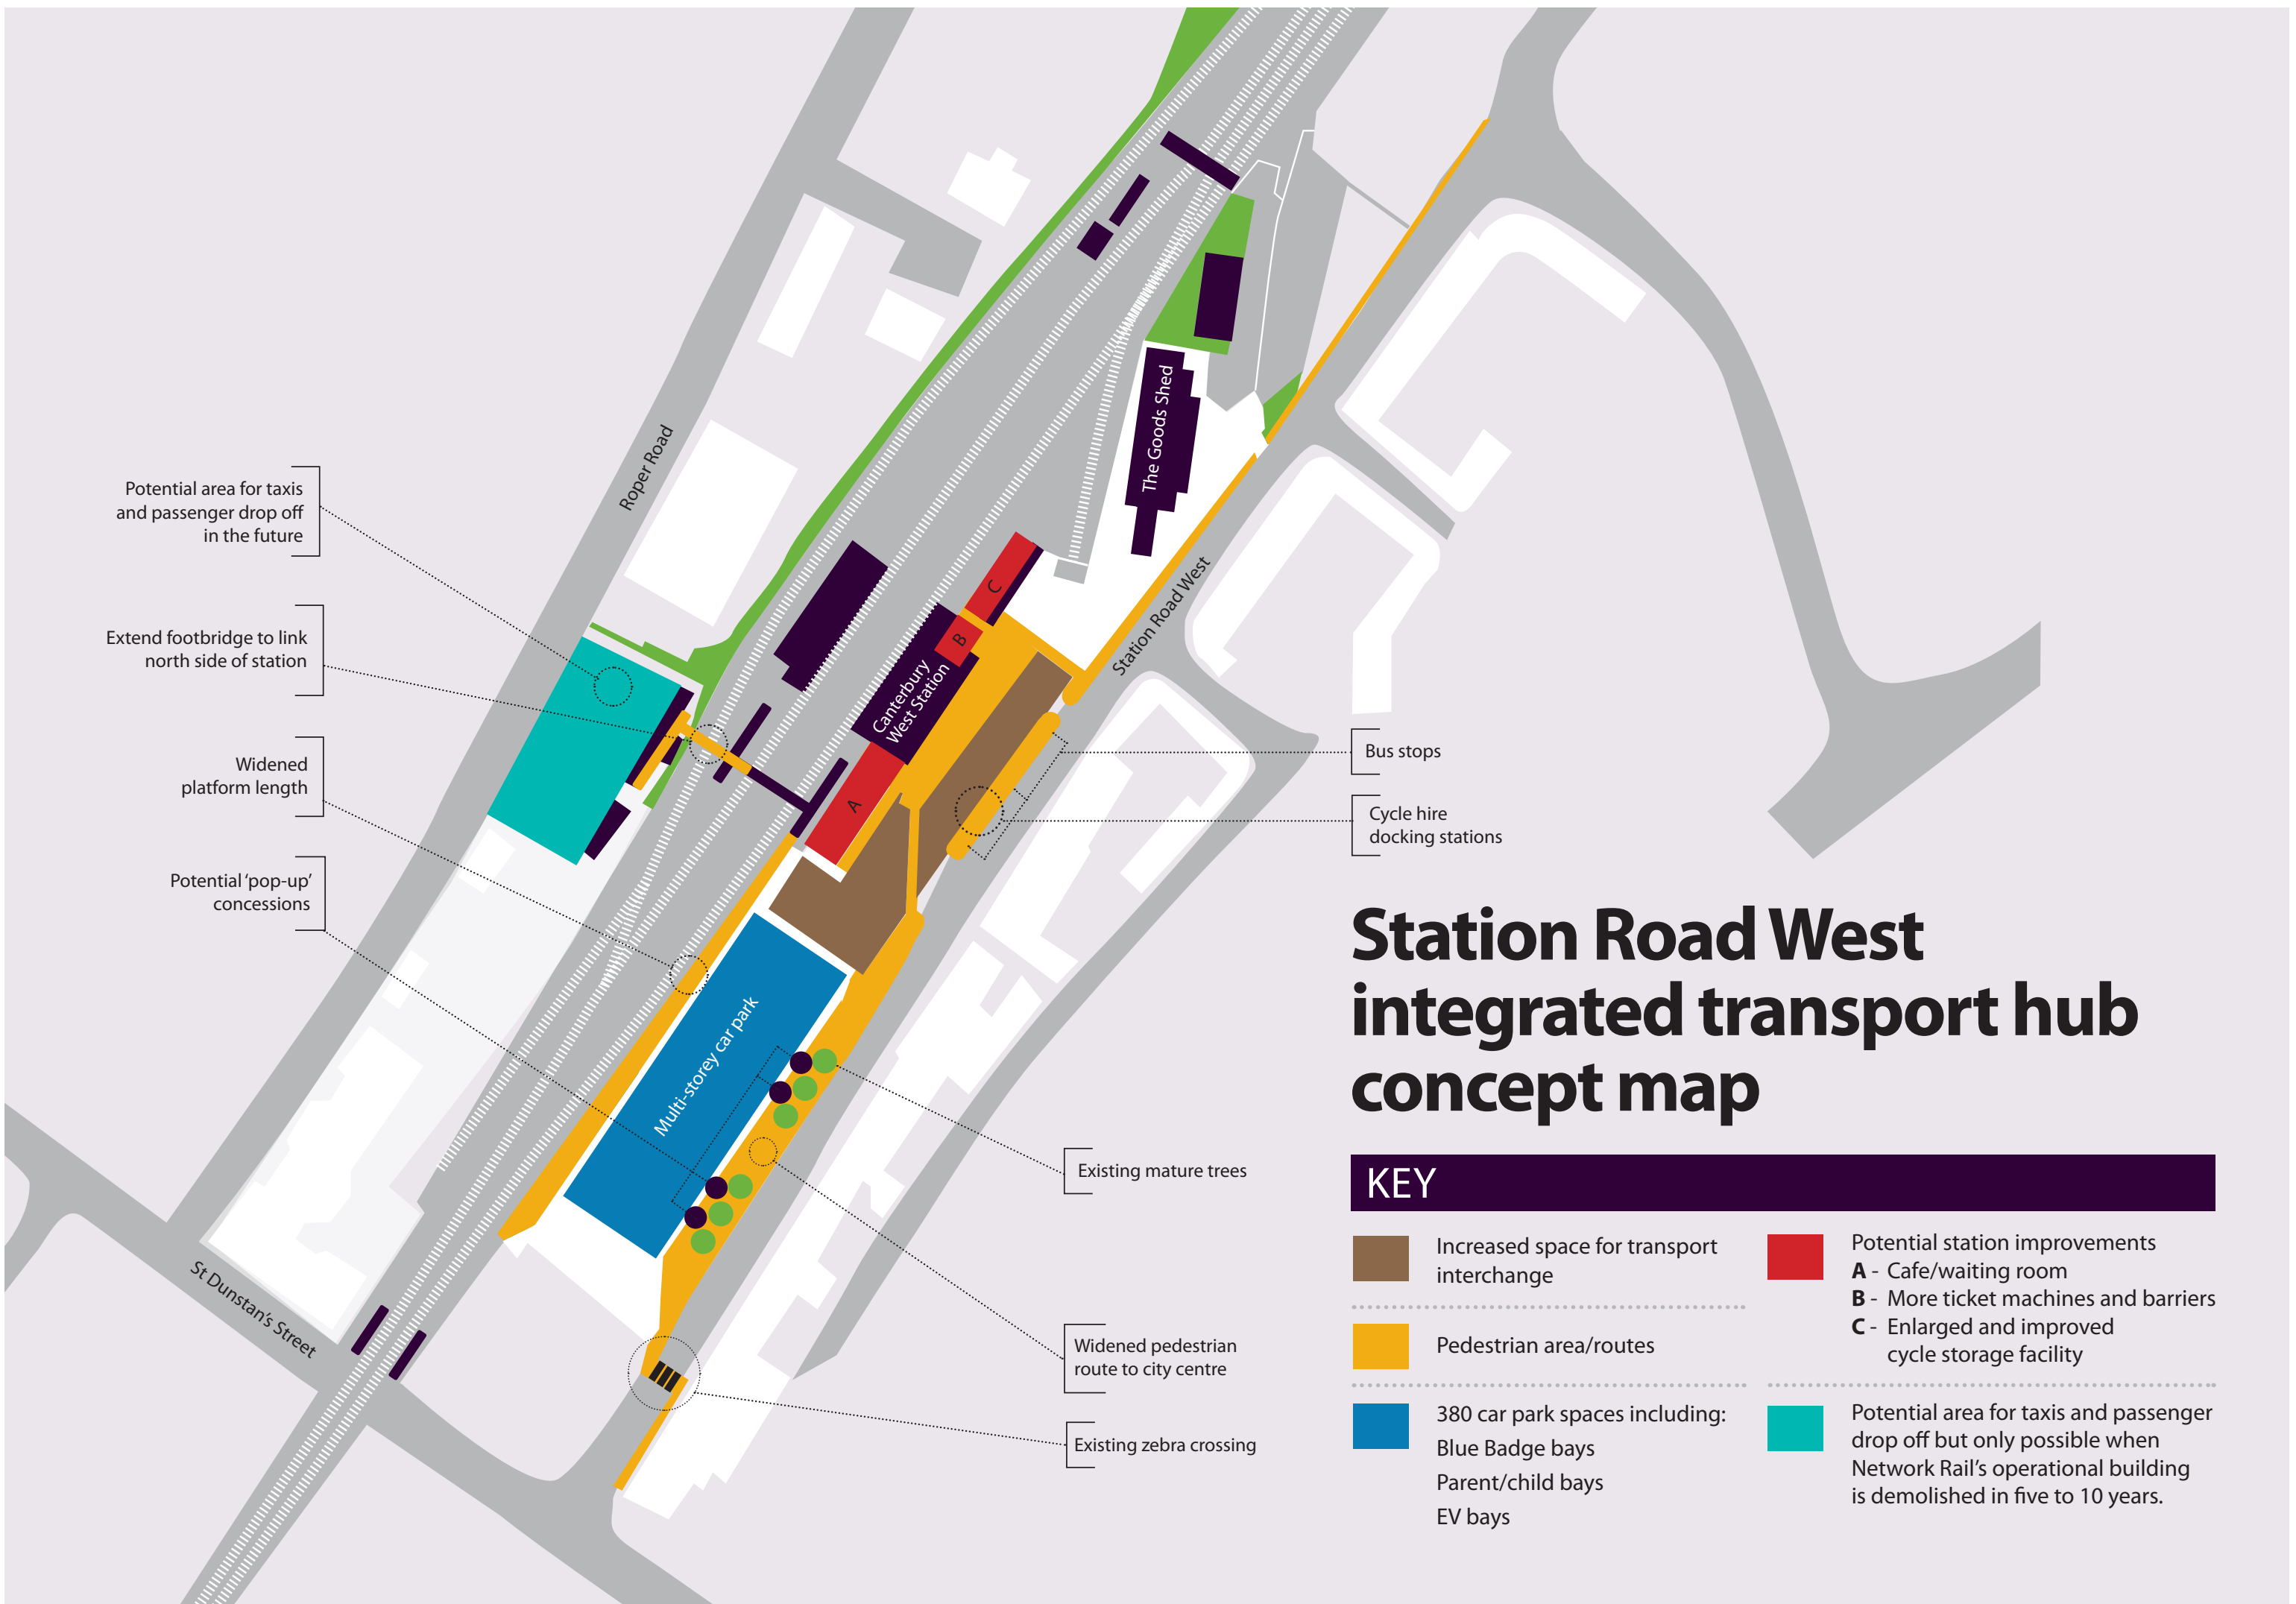 Roper Road
The Goods Shed
Potential area for taxis
and passenger drop off
in the future
Extend footbridge to link
north side of station
Widened
platform length
Potential ‘pop-up’
concessions
C
B
Canterbury
West Station
A
Station Road West
Bus stops
Cycle hire
docking stations
Multi-storey car park
Existing mature trees
Widened pedestrian
route to city centre
Existing zebra crossing
St Dunstan’s Street
Station Road West
integrated transport hub
concept map
KEY
Increased space for transport
interchange
Pedestrian area/routes
380 car park spaces including:
Blue Badge bays
Parent/child bays
EV bays
Potential station improvements
A - Cafe/waiting room
B - More ticket machines and barriers
C - Enlarged and improved
cycle storage facility
Potential area for taxis and passenger
drop off but only possible when
Network Rail’s operational building
is demolished in five to 10 years.